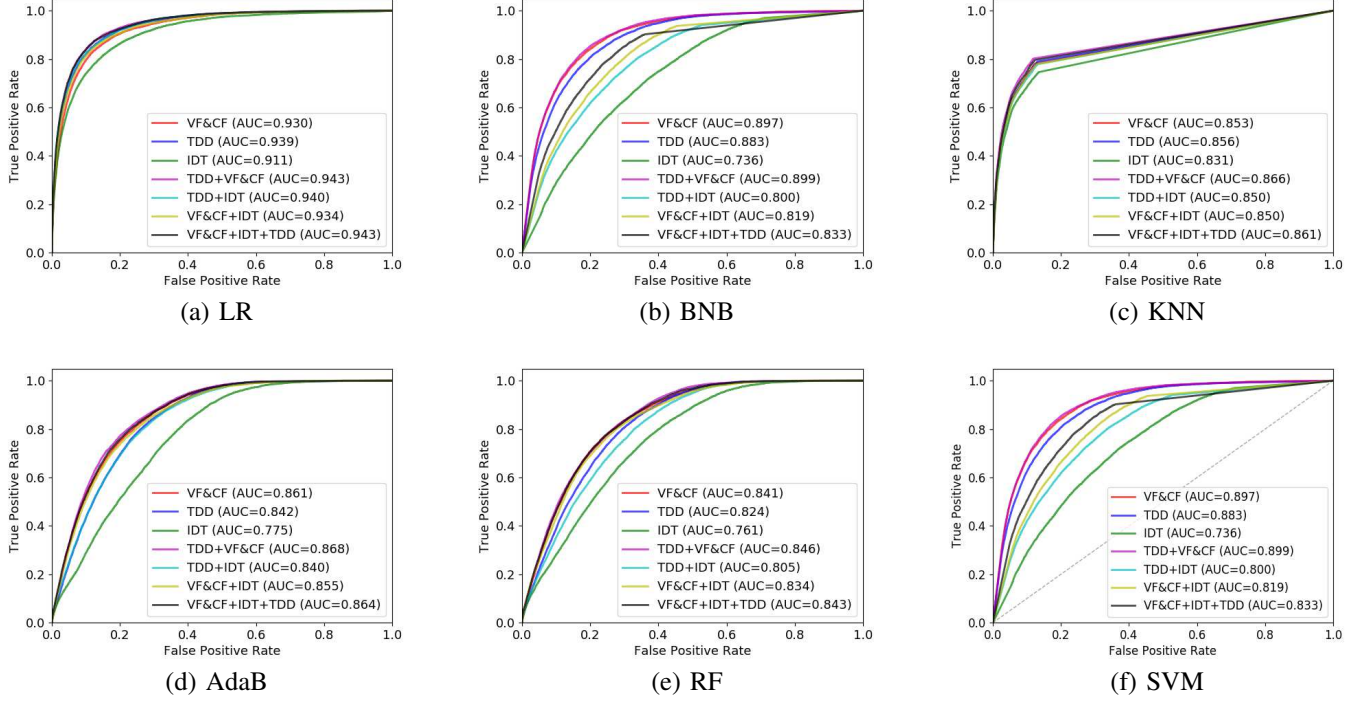 True Positive Rate
1.0
0.8
0.6
0.4
0.2
0.0
VF&CF (AUC=0.930)
TDD (AUC=0.939)
IDT (AUC=0.911)
TDD+VF&CF (AUC=0.943)
TDD+IDT (AUC=0.940)
VF&CF+IDT (AUC=0.934)
VF&CF+IDT+TDD (AUC=0.943)
0.0 0.2 0.4 0.6 0.8 1.0
False Positive Rate
(a) LR
True Positive Rate
1.0
0.8
0.6
0.4
0.2
0.0
VF&CF (AUC=0.897)
TDD (AUC=0.883)
IDT (AUC=0.736)
TDD+VF&CF (AUC=0.899)
TDD+IDT (AUC=0.800)
VF&CF+IDT (AUC=0.819)
VF&CF+IDT+TDD (AUC=0.833)
0.0 0.2 0.4 0.6 0.8 1.0
False Positive Rate
(b) BNB
True Positive Rate
1.0
0.8
0.6
0.4
0.2
0.0
VF&CF (AUC=0.853)
TDD (AUC=0.856)
IDT (AUC=0.831)
TDD+VF&CF (AUC=0.866)
TDD+IDT (AUC=0.850)
VF&CF+IDT (AUC=0.850)
VF&CF+IDT+TDD (AUC=0.861)
0.0 0.2 0.4 0.6 0.8 1.0
False Positive Rate
(c) KNN
True Positive Rate
1.0
0.8
0.6
0.4
0.2
0.0
VF&CF (AUC=0.861)
TDD (AUC=0.842)
IDT (AUC=0.775)
TDD+VF&CF (AUC=0.868)
TDD+IDT (AUC=0.840)
VF&CF+IDT (AUC=0.855)
VF&CF+IDT+TDD (AUC=0.864)
0.0 0.2 0.4 0.6 0.8 1.0
False Positive Rate
(d) AdaB
True Positive Rate
1.0
0.8
0.6
0.4
0.2
0.0
VF&CF (AUC=0.841)
TDD (AUC=0.824)
IDT (AUC=0.761)
TDD+VF&CF (AUC=0.846)
TDD+IDT (AUC=0.805)
VF&CF+IDT (AUC=0.834)
VF&CF+IDT+TDD (AUC=0.843)
0.0 0.2 0.4 0.6 0.8 1.0
False Positive Rate
(e) RF
True Positive Rate
1.0
0.8
0.6
0.4
0.2
0.0
VF&CF (AUC=0.897)
TDD (AUC=0.883)
IDT (AUC=0.736)
TDD+VF&CF (AUC=0.899)
TDD+IDT (AUC=0.800)
VF&CF+IDT (AUC=0.819)
VF&CF+IDT+TDD (AUC=0.833)
0.0 0.2 0.4 0.6 0.8 1.0
False Positive Rate
(f) SVM